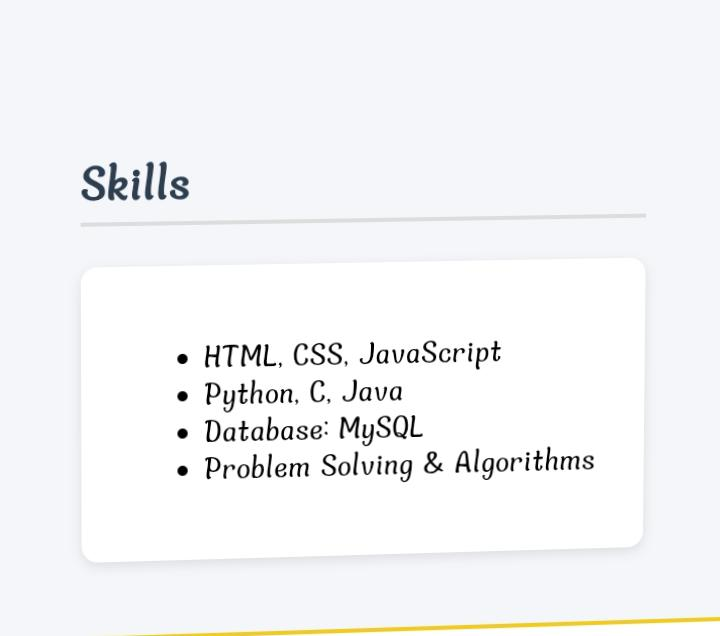 Skills
HTML, CSS, JavaScript
Python, C, Java
Database: MySQL
Problem Solving & Algorithms